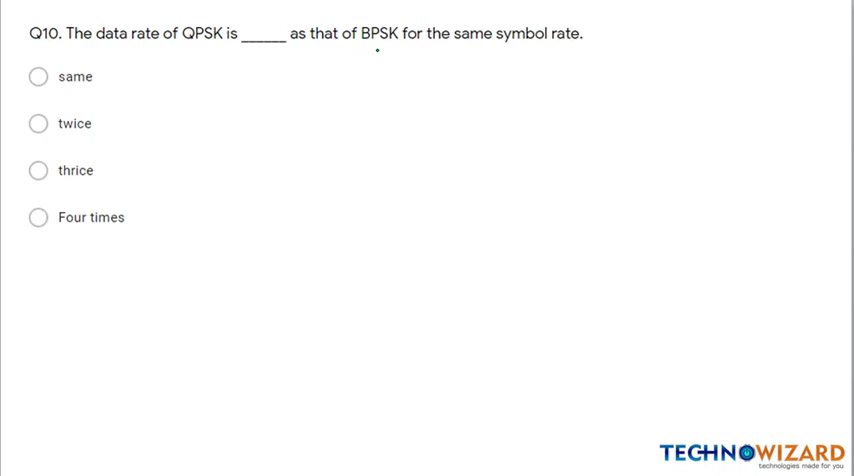 Q10. The data rate of QPSK is ______ as that of BPSK for the same symbol rate.
same
twice
thrice
Four times
TECHNOWIZARD
technologies made for you